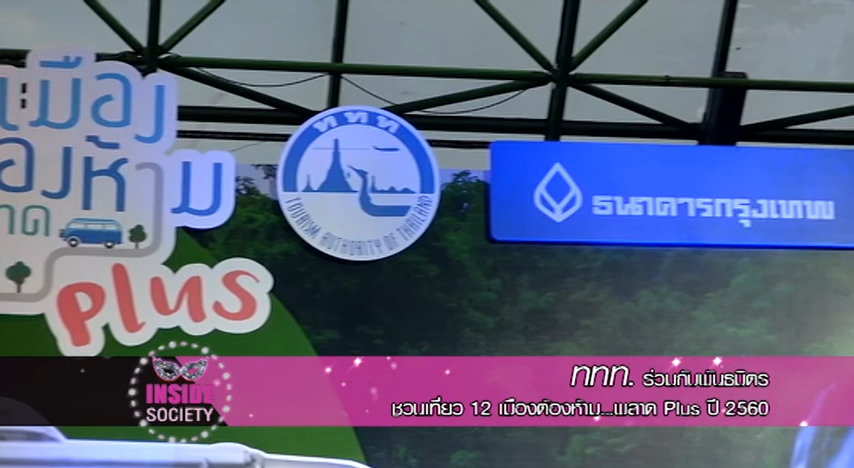 เมือง
องห้าม
าด
plus
ททท
TOURISM AUTHORITY OF THAILAND
ธนาคารกรุงเทพ
INSIDE
SOCIETY
ททท. ร่วมกับพันธมิตร
ชวนเที่ยว 12 เมืองต้องห้าม...พลาด Plus ปี 2560